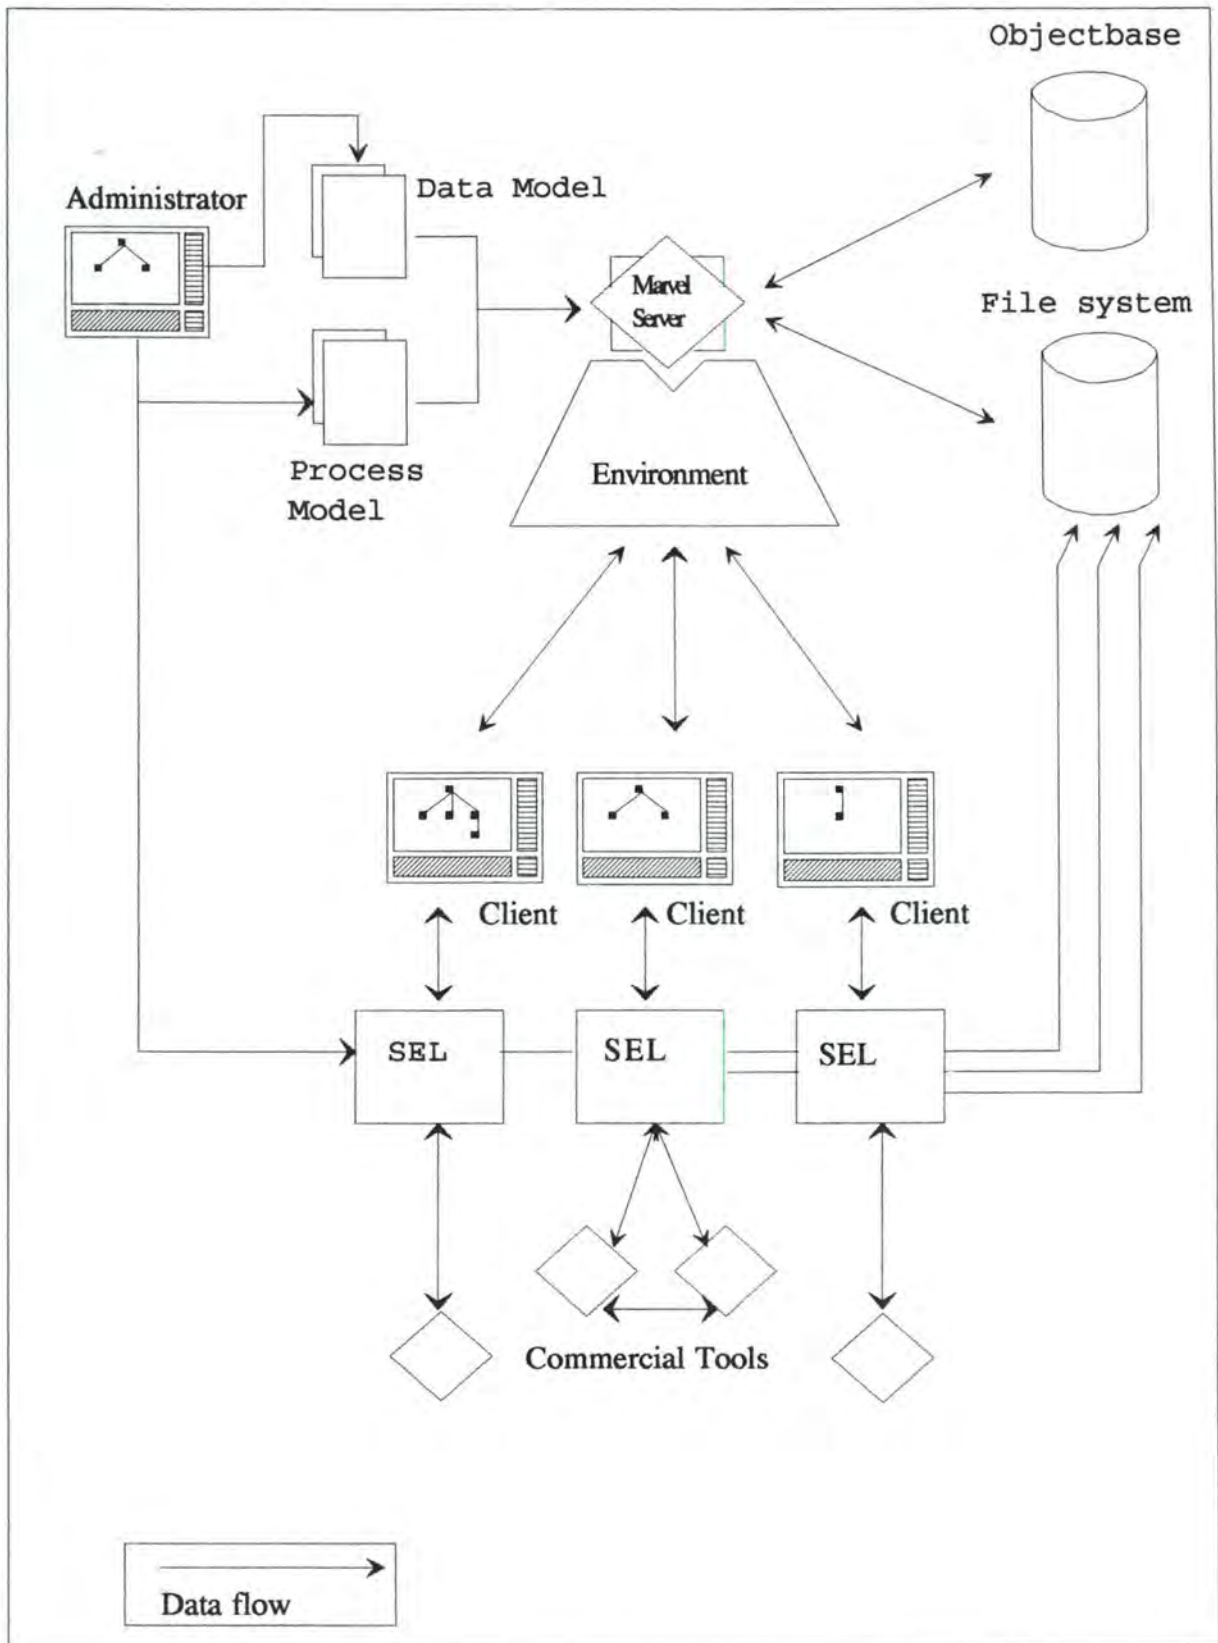 Objectbase
Administrator
Data Model
Marvel
Server
File system
Process
Model
Environment
Client
Client
Client
SEL
SEL
SEL
Commercial Tools
Data flow